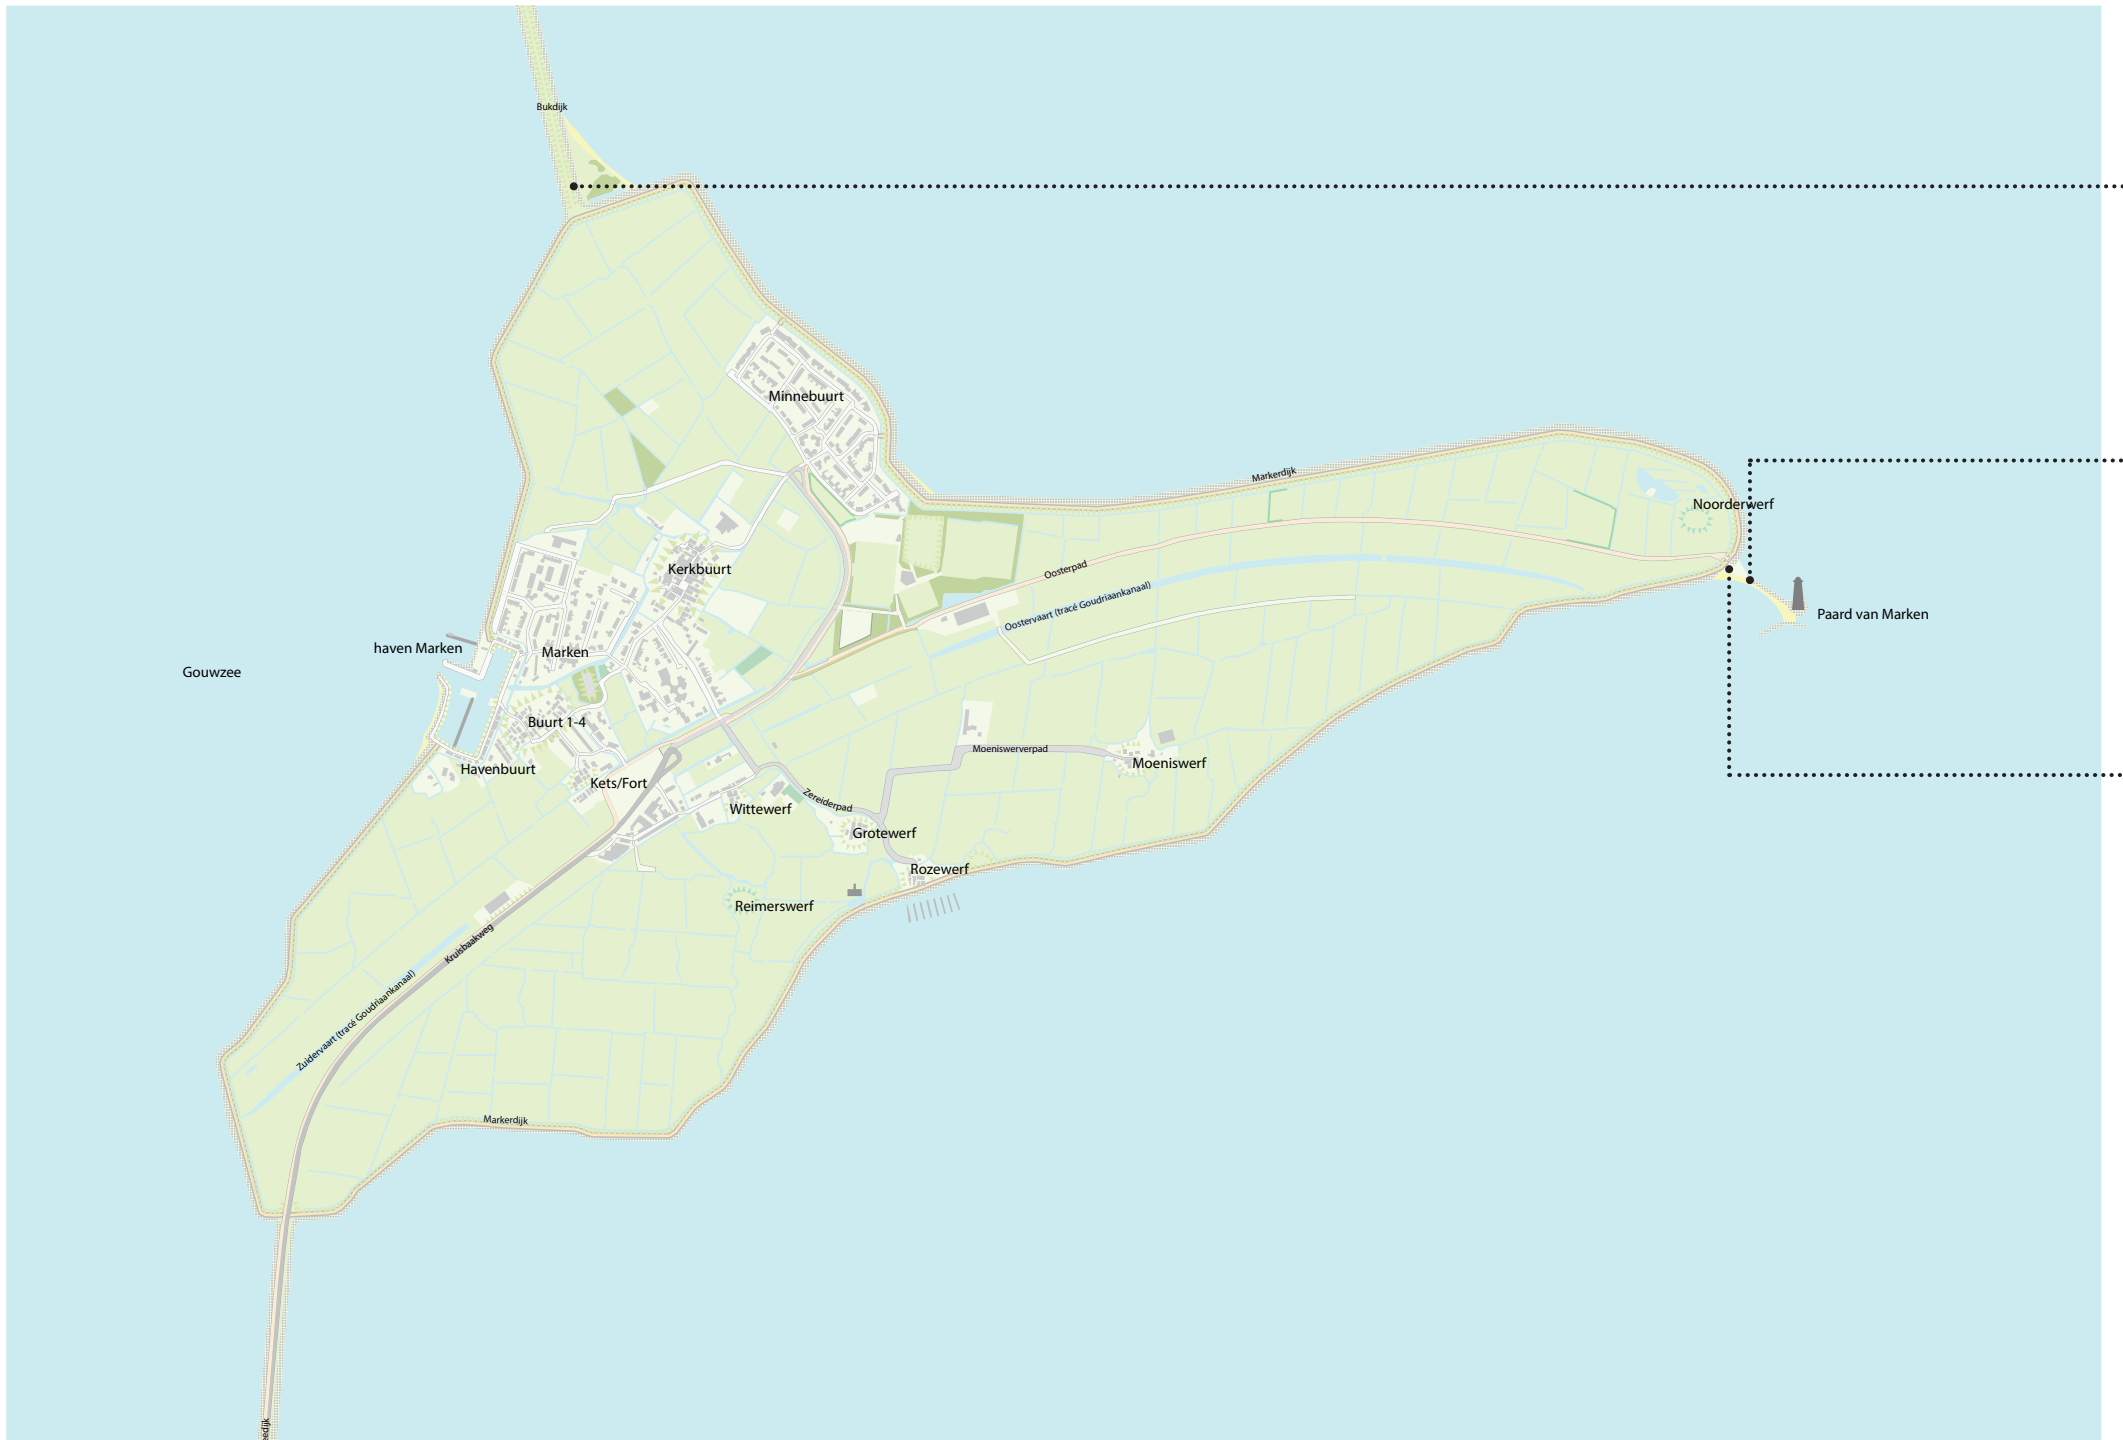 Bukdijk
Minnebuurt
Markerdijk
Noorderwerf
Kerkbuurt
Oosterpad
Oostervaart (tracé Goudriaankanaal)
Paard van Marken
haven Marken
Marken
Gouwzee
Buurt 1-4
Moeniswerverpad
Moeniswerf
Havenbuurt
Kets/Fort
Zereiderpad
Wittewerf
Grotewerf
Rozewerf
Reimerswerf
Kruisbaakweg
Zuidervaart (tracé Goudriaankanaal)
Markerdijk